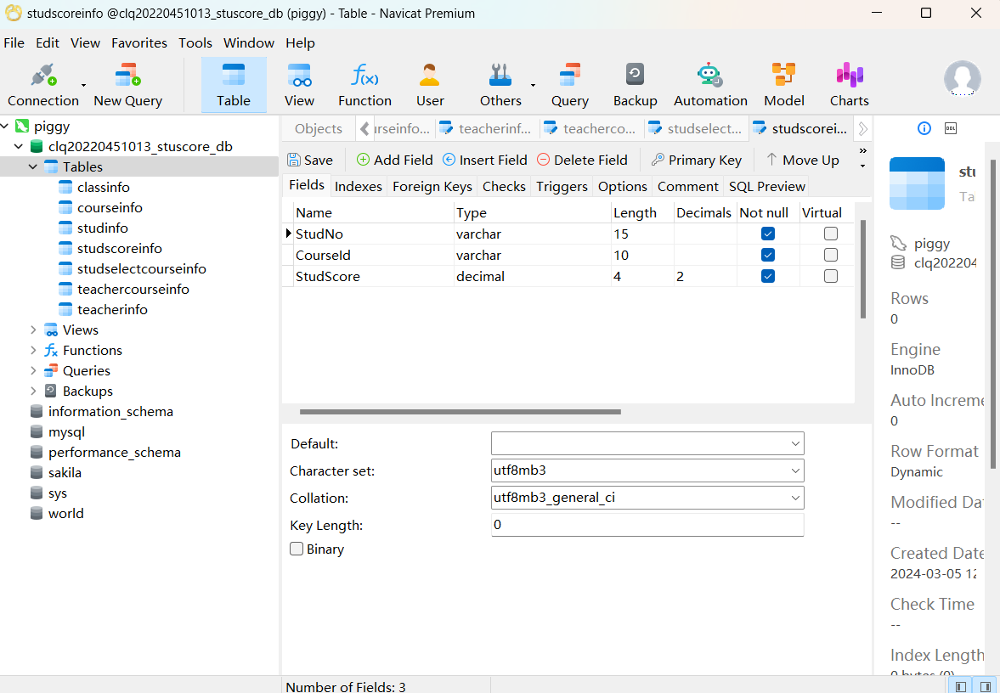 studscoreinfo @clq20220451013_stuscore_db (piggy) - Table - Navicat Premium
File Edit View Favorites Tools Window Help
Connection New Query Table View Function User Others Query Backup Automation Model Charts
f(x)
piggy
clq20220451013_stuscore_db
Tables
classinfo
courseinfo
studinfo
studscoreinfo
studselectcourseinfo
teachercourseinfo
teacherinfo
Views
Functions
Queries
Backups
information_schema
mysql
performance_schema
sakila
sys
world
Objects urseinfo... teacherinf... teacherco... studselect... studscorei...
Save Add Field Insert Field Delete Field Primary Key Move Up
Fields Indexes Foreign Keys Checks Triggers Options Comment SQL Preview
Name Type Length Decimals Not null Virtual
StudNo varchar 15
CourseId varchar 10
StudScore decimal 4 2
Default:
Character set: utf8mb3
Collation: utf8mb3_general_ci
Key Length: 0
Binary
DDL
stu
Ta
piggy
clq202204
Rows
0
Engine
InnoDB
Auto Increme
0
Row Format
Dynamic
Modified Dat
--
Created Date
2024-03-05 12
Check Time
--
Index Length
0 bytes (0)
Number of Fields: 3